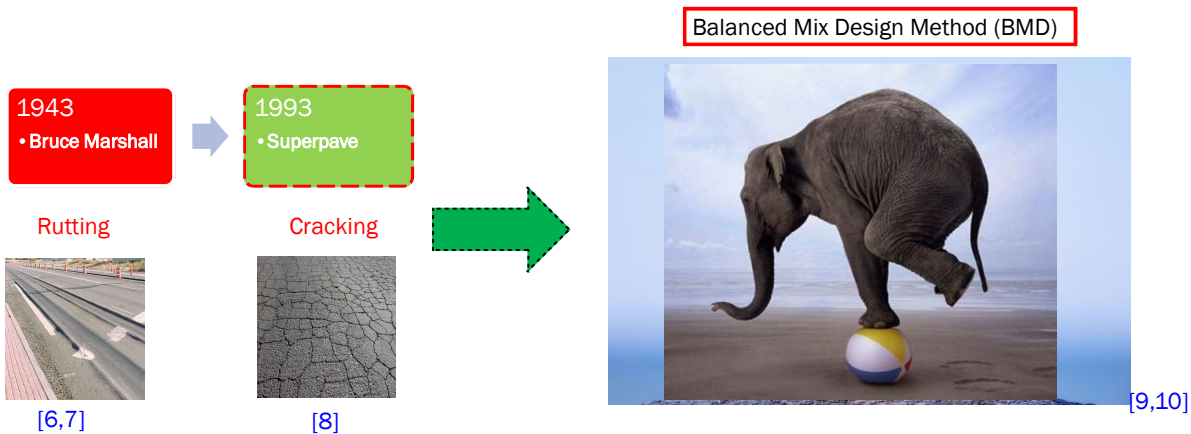 Balanced Mix Design Method (BMD)
1943
• Bruce Marshall
1993
• Superpave
Rutting
Cracking
[6,7]
[8]
[9,10]